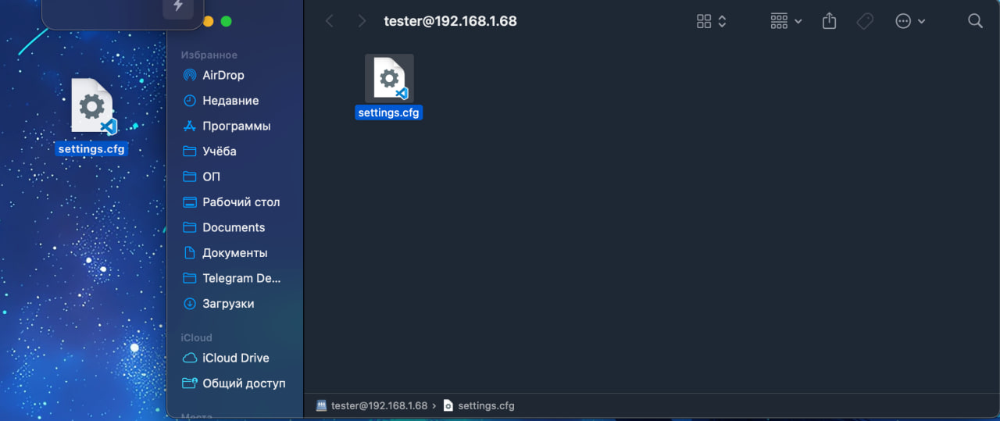 tester@192.168.1.68
settings.cfg
settings.cfg
Избранное
AirDrop
Недавние
Программы
Учёба
ОП
Рабочий стол
Documents
Документы
Telegram De...
Загрузки
iCloud
iCloud Drive
Общий доступ
Места
tester@192.168.1.68 › settings.cfg